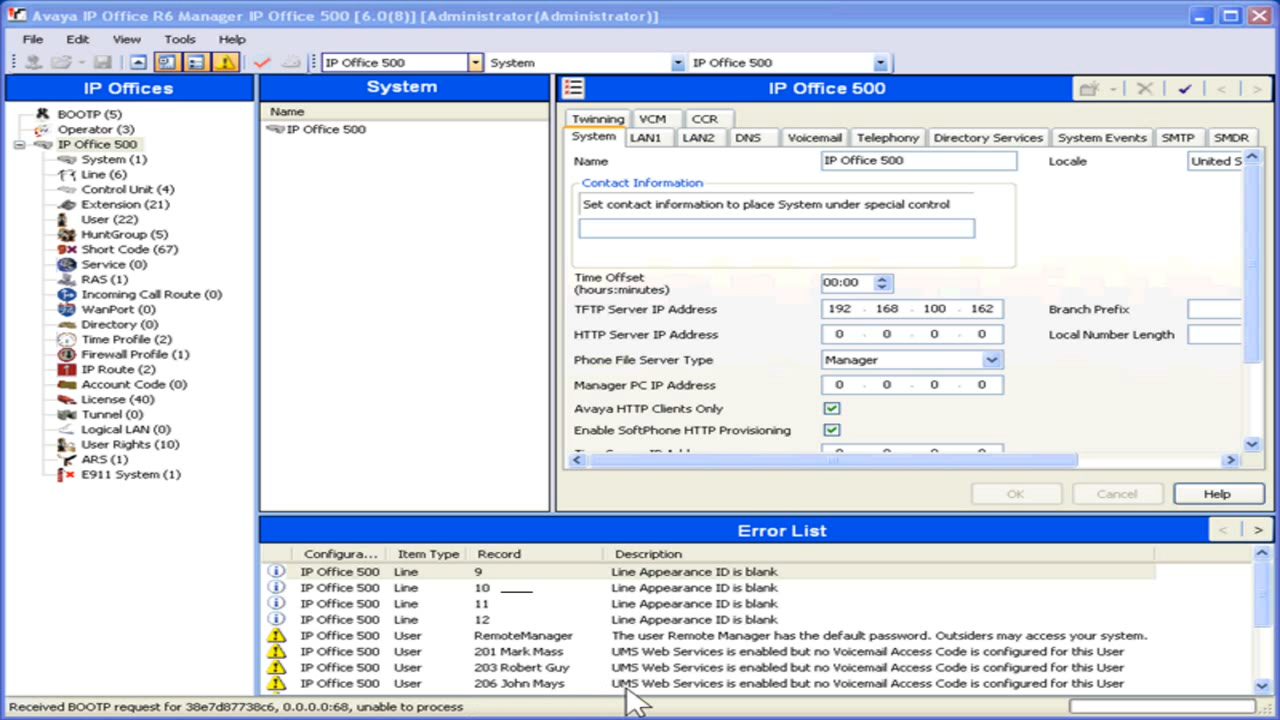 Avaya IP Office R6 Manager IP Office 500 [6.0(8)] [Administrator(Administrator)]
File Edit View Tools Help
IP Office 500 System IP Office 500
IP Offices
BOOTP (5)
Operator (3)
IP Office 500
System (1)
Line (6)
Control Unit (4)
Extension (21)
User (22)
HuntGroup (5)
Short Code (67)
Service (0)
RAS (1)
Incoming Call Route (0)
WanPort (0)
Directory (0)
Time Profile (2)
Firewall Profile (1)
IP Route (2)
Account Code (0)
License (40)
Tunnel (0)
Logical LAN (0)
User Rights (10)
ARS (1)
E911 System (1)
System
Name
IP Office 500
IP Office 500
Twinning VCM CCR
System LAN1 LAN2 DNS Voicemail Telephony Directory Services System Events SMTP SMDR
Name IP Office 500 Locale United S
Contact Information
Set contact information to place System under special control
Time Offset
(hours:minutes) 00:00
TFTP Server IP Address 192 . 168 . 100 . 162 Branch Prefix
HTTP Server IP Address 0 . 0 . 0 . 0 Local Number Length
Phone File Server Type Manager
Manager PC IP Address 0 . 0 . 0 . 0
Avaya HTTP Clients Only
Enable SoftPhone HTTP Provisioning
OK Cancel Help
Error List
Configura... Item Type Record Description
IP Office 500 Line 9 Line Appearance ID is blank
IP Office 500 Line 10 Line Appearance ID is blank
IP Office 500 Line 11 Line Appearance ID is blank
IP Office 500 Line 12 Line Appearance ID is blank
IP Office 500 User RemoteManager The user Remote Manager has the default password. Outsiders may access your system.
IP Office 500 User 201 Mark Mass UMS Web Services is enabled but no Voicemail Access Code is configured for this User
IP Office 500 User 203 Robert Guy UMS Web Services is enabled but no Voicemail Access Code is configured for this User
IP Office 500 User 206 John Mays UMS Web Services is enabled but no Voicemail Access Code is configured for this User
Received BOOTP request for 38e7d87738c6, 0.0.0.0:68, unable to process